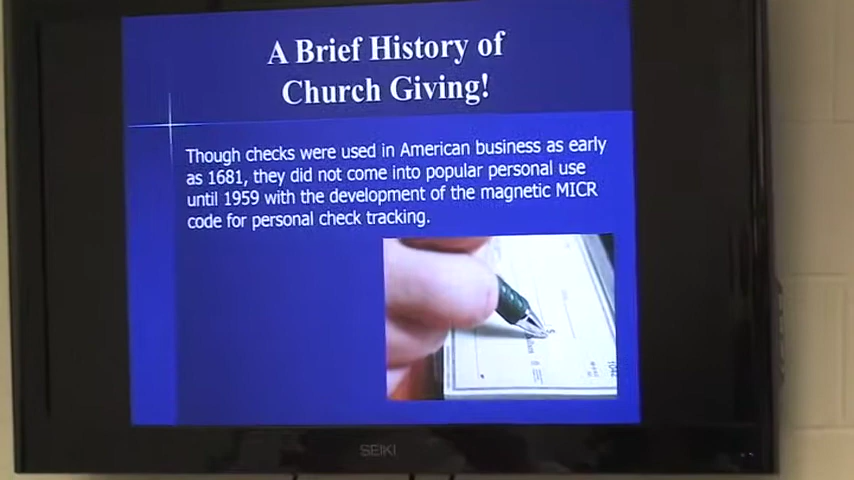 A Brief History of
Church Giving!
Though checks were used in American business as early
as 1681, they did not come into popular personal use
until 1959 with the development of the magnetic MICR
code for personal check tracking.
SEIKI